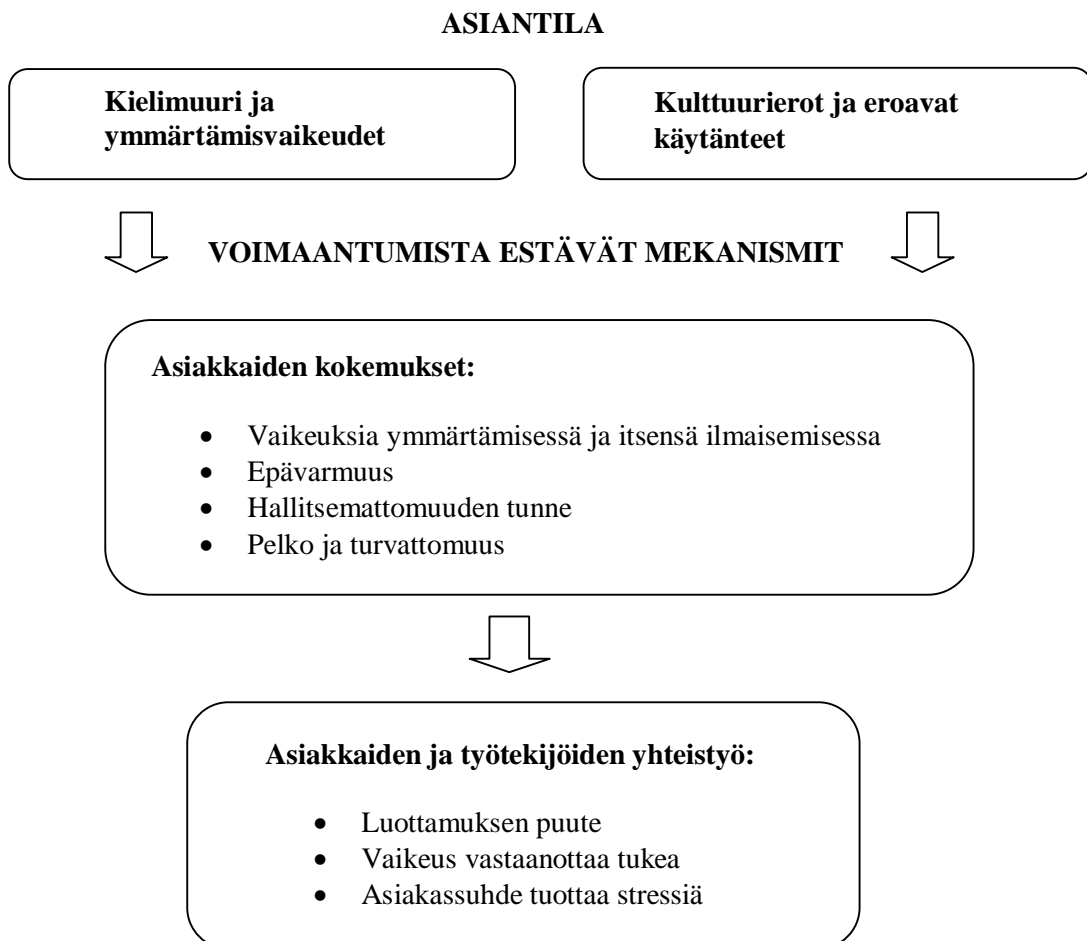 ASIANTILA
Kielimuuri ja
ymmärtämisvaikeudet
Kulttuurierot ja eroavat
käytänteet
VOIMAANTUMISTA ESTÄVÄT MEKANISMIT
Asiakkaiden kokemukset:
• Vaikeuksia ymmärtämisessä ja itsensä ilmaisemisessa
• Epävarmuus
• Hallitsemattomuuden tunne
• Pelko ja turvattomuus
Asiakkaiden ja työtekijöiden yhteistyö:
• Luottamuksen puute
• Vaikeus vastaanottaa tukea
• Asiakassuhde tuottaa stressiä